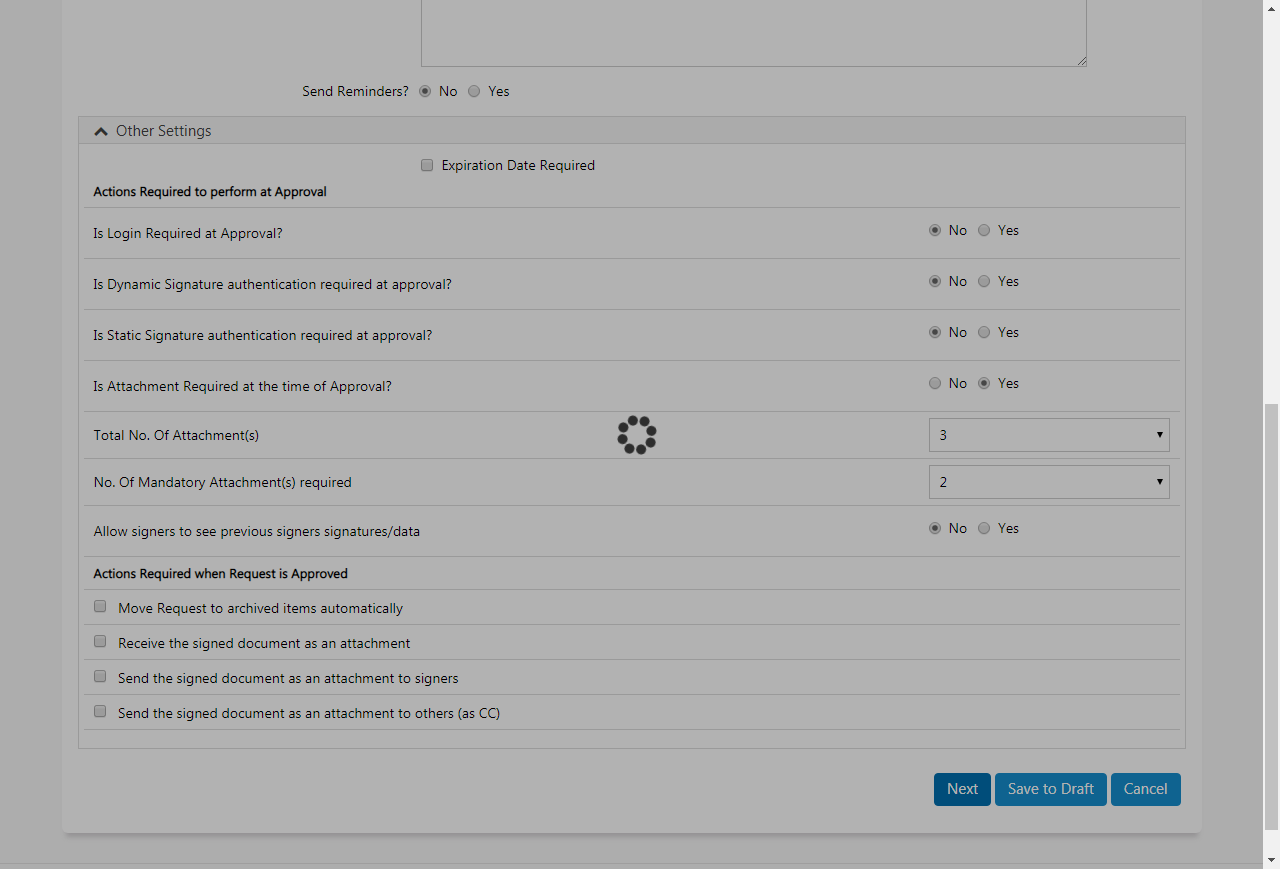 Send Reminders? No Yes
Other Settings
Expiration Date Required
Actions Required to perform at Approval
Is Login Required at Approval? No Yes
Is Dynamic Signature authentication required at approval? No Yes
Is Static Signature authentication required at approval? No Yes
Is Attachment Required at the time of Approval? No Yes
Total No. Of Attachment(s) 3
No. Of Mandatory Attachment(s) required 2
Allow signers to see previous signers signatures/data No Yes
Actions Required when Request is Approved
Move Request to archived items automatically
Receive the signed document as an attachment
Send the signed document as an attachment to signers
Send the signed document as an attachment to others (as CC)
Next Save to Draft Cancel